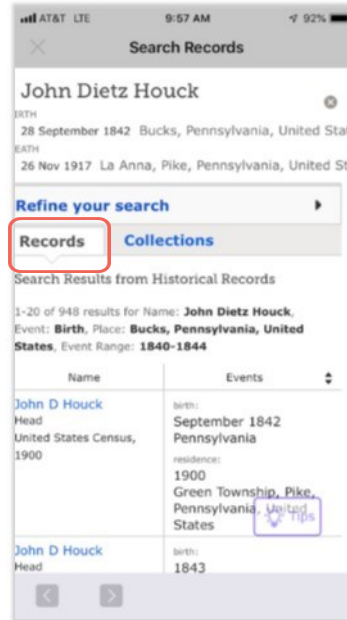 AT&T LTE 9:57 AM 92%
Search Records
John Dietz Houck
IRTH
28 September 1842 Bucks, Pennsylvania, United Stat
EATH
26 Nov 1917 La Anna, Pike, Pennsylvania, United St
Refine your search
Records Collections
Search Results from Historical Records
1-20 of 948 results for Name: John Dietz Houck,
Event: Birth, Place: Bucks, Pennsylvania, United
States, Event Range: 1840-1844
Name Events
John D Houck
Head
United States Census,
1900
birth:
September 1842
Pennsylvania
residence:
1900
Green Township, Pike,
Pennsylvania, United
States
Tips
John D Houck
Head
birth:
1843